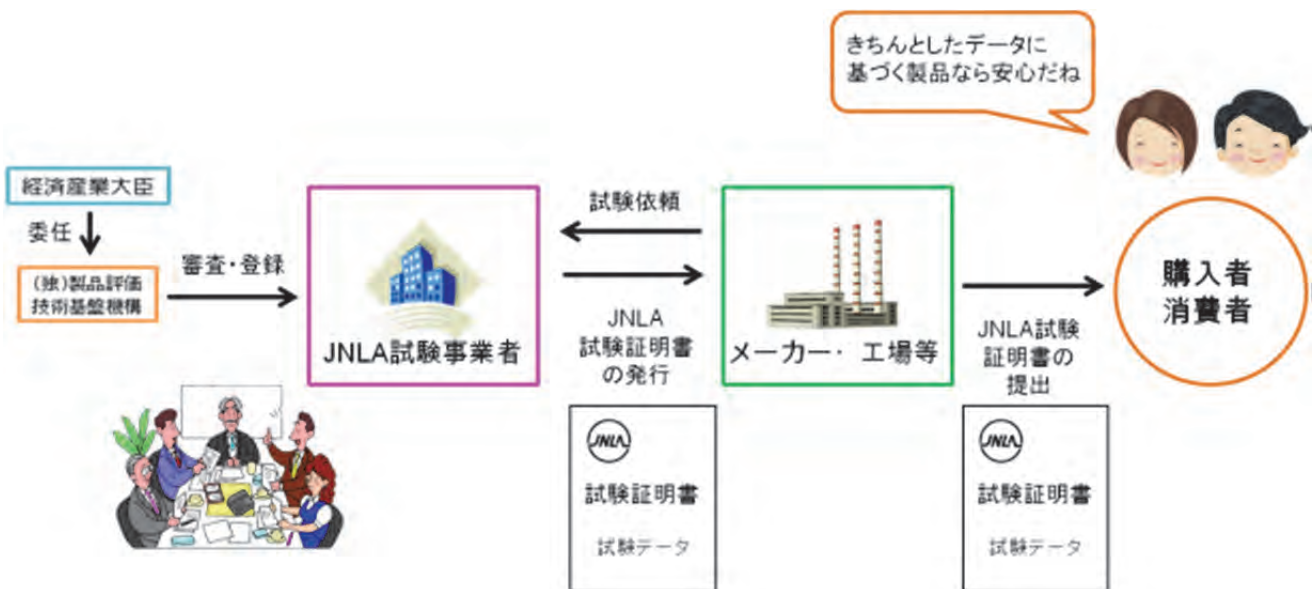 きちんとしたデータに
基づく製品なら安心だね
経済産業大臣
委任
(独)製品評価
技術基盤機構
審査・登録
JNLA試験事業者
試験依頼
JNLA
試験証明書
の発行
メーカー・ 工場等
JNLA試験
証明書の
提出
購入者
消費者
JNLA
試験証明書
試験データ
JNLA
試験証明書
試験データ